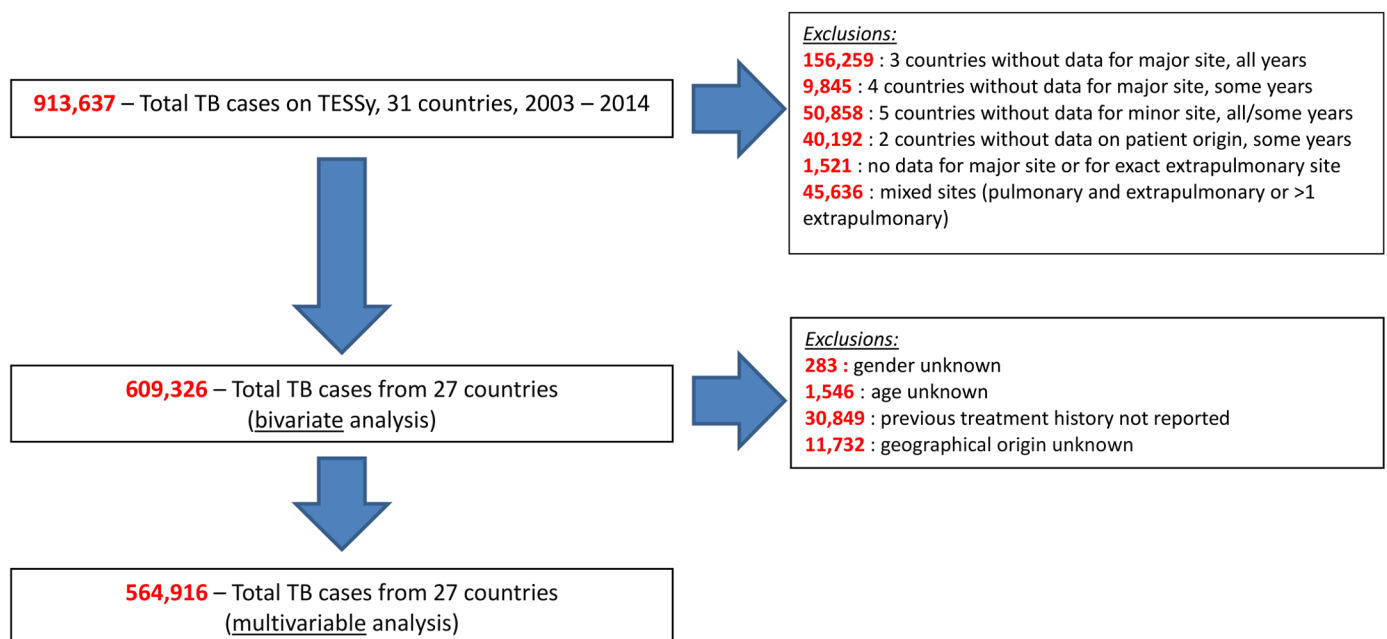 913,637 – Total TB cases on TESSy, 31 countries, 2003 – 2014
Exclusions:
156,259 : 3 countries without data for major site, all years
9,845 : 4 countries without data for major site, some years
50,858 : 5 countries without data for minor site, all/some years
40,192 : 2 countries without data on patient origin, some years
1,521 : no data for major site or for exact extrapulmonary site
45,636 : mixed sites (pulmonary and extrapulmonary or >1
extrapulmonary)
609,326 – Total TB cases from 27 countries
(bivariate analysis)
Exclusions:
283 : gender unknown
1,546 : age unknown
30,849 : previous treatment history not reported
11,732 : geographical origin unknown
564,916 – Total TB cases from 27 countries
(multivariable analysis)